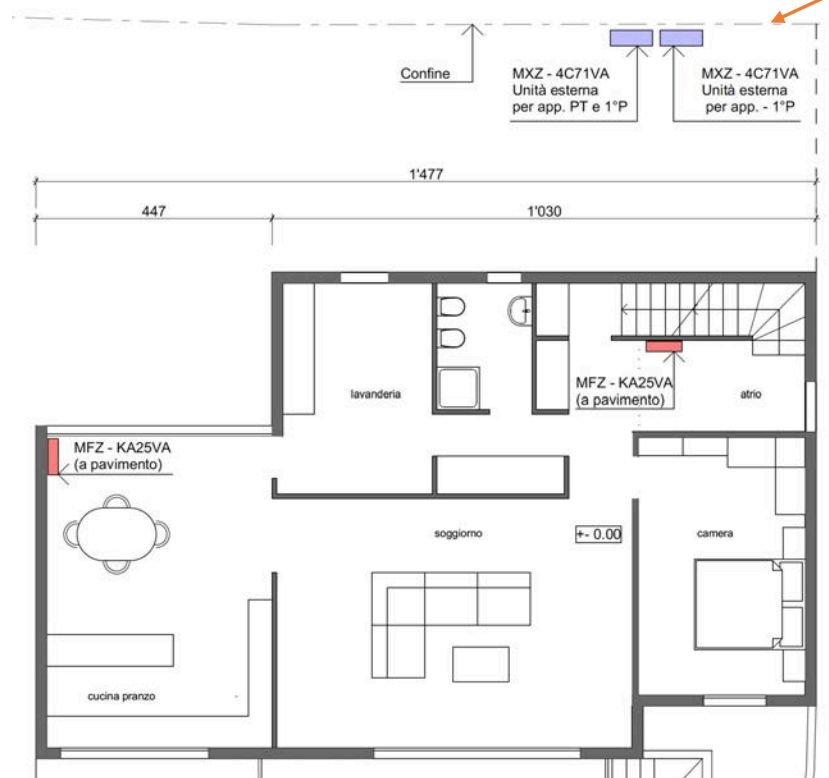 Confine
MXZ - 4C71VA
Unità esterna
per app. PT e 1°P
MXZ - 4C71VA
Unità esterna
per app. - 1°P
1'477
447
1'030
lavanderia
MFZ - KA25VA
(a pavimento)
atrio
MFZ - KA25VA
(a pavimento)
soggiorno
+- 0.00
camera
cucina pranzo